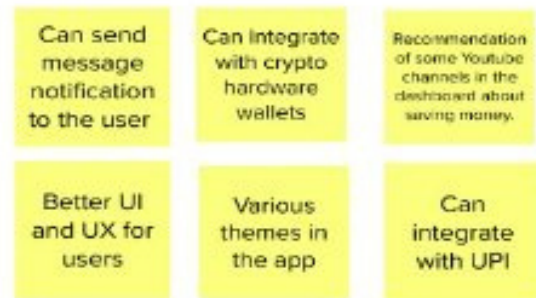 Can send
message
notification
to the user
Can integrate
with crypto
hardware
wallets
Recommendation
of some Youtube
channels in the
dashboard about
saving money.
Better UI
and UX for
users
Various
themes in
the app
Can
integrate
with UPI